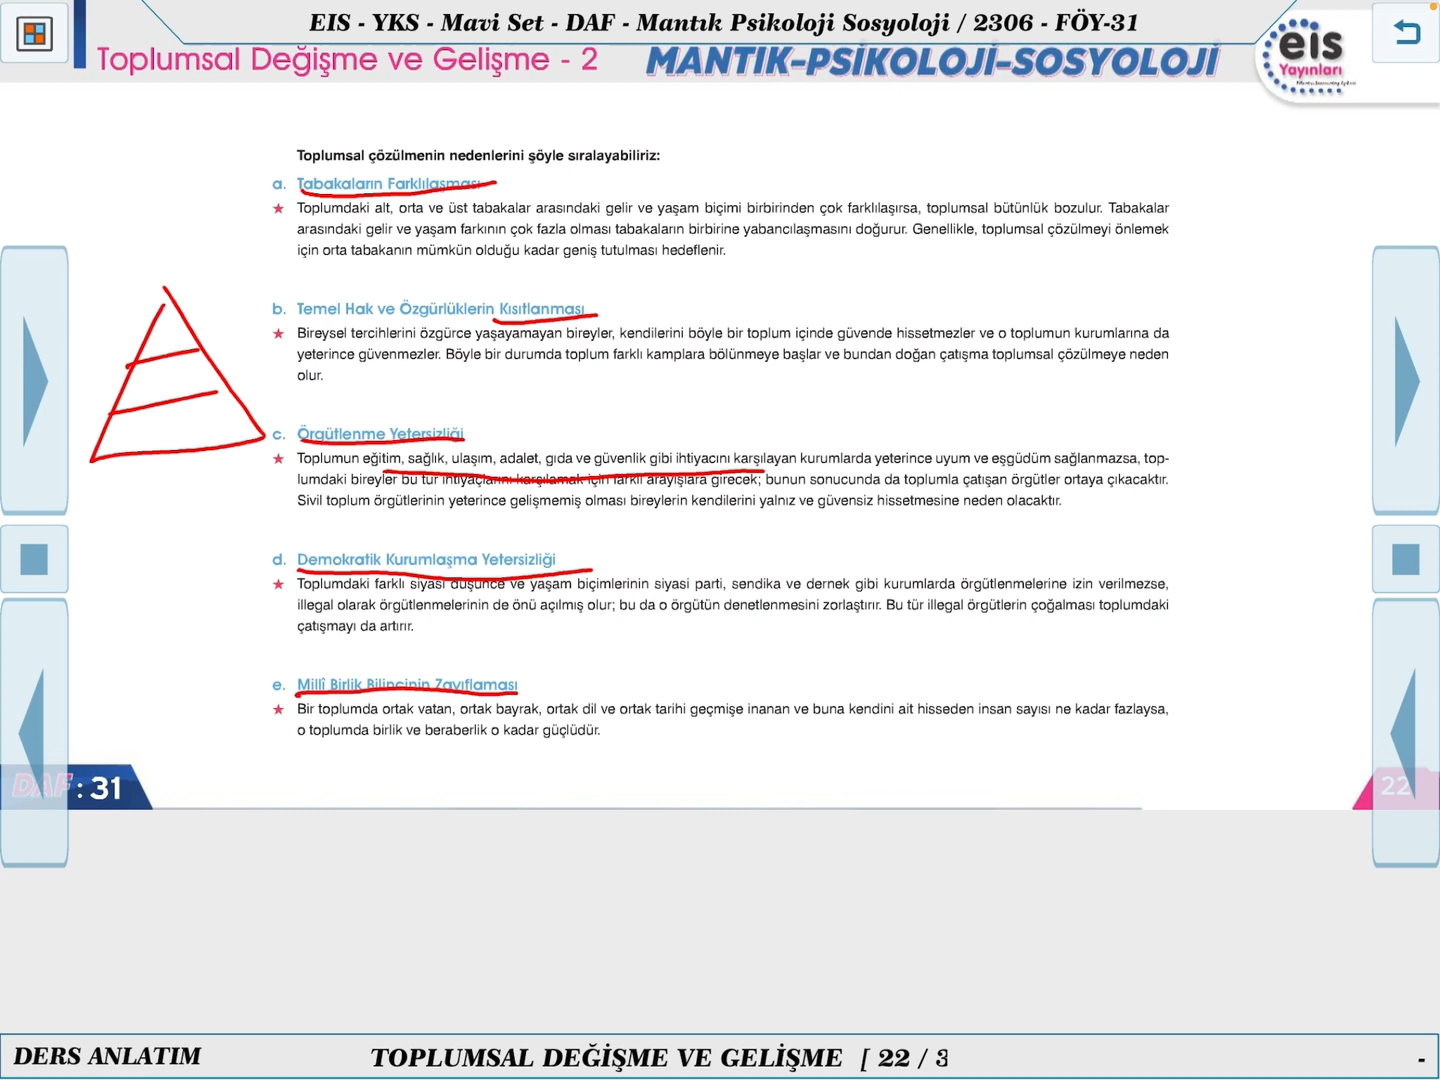 EIS - YKS - Mavi Set - DAF - Mantık Psikoloji Sosyoloji / 2306 - FÖY-31
Toplumsal Değişme ve Gelişme - 2
MANTIK-PSİKOLOJİ-SOSYOLOJİ
eis
Yayınları
Toplumsal çözülmenin nedenlerini şöyle sıralayabiliriz:
a. Tabakaların Farklılaşması
★ Toplumdaki alt, orta ve üst tabakalar arasındaki gelir ve yaşam biçimi birbirinden çok farklılaşırsa, toplumsal bütünlük bozulur. Tabakalar
arasındaki gelir ve yaşam farkının çok fazla olması tabakaların birbirine yabancılaşmasını doğurur. Genellikle, toplumsal çözülmeyi önlemek
için orta tabakanın mümkün olduğu kadar geniş tutulması hedeflenir.
b. Temel Hak ve Özgürlüklerin Kısıtlanması
★ Bireysel tercihlerini özgürce yaşayamayan bireyler, kendilerini böyle bir toplum içinde güvende hissetmezler ve o toplumun kurumlarına da
yeterince güvenmezler. Böyle bir durumda toplum farklı kamplara bölünmeye başlar ve bundan doğan çatışma toplumsal çözülmeye neden
olur.
c. Örgütlenme Yetersizliği
★ Toplumun eğitim, sağlık, ulaşım, adalet, gıda ve güvenlik gibi ihtiyacını karşılayan kurumlarda yeterince uyum ve eşgüdüm sağlanmazsa, top-
lumdaki bireyler bu tür ihtiyaçlarını karşılamak için farklı arayışlara girecek; bunun sonucunda da toplumla çatışan örgütler ortaya çıkacaktır.
Sivil toplum örgütlerinin yeterince gelişmemiş olması bireylerin kendilerini yalnız ve güvensiz hissetmesine neden olacaktır.
d. Demokratik Kurumlaşma Yetersizliği
★ Toplumdaki farklı siyasi düşünce ve yaşam biçimlerinin siyasi parti, sendika ve dernek gibi kurumlarda örgütlenmelerine izin verilmezse,
illegal olarak örgütlenmelerinin de önü açılmış olur; bu da o örgütün denetlenmesini zorlaştırır. Bu tür illegal örgütlerin çoğalması toplumdaki
çatışmayı da artırır.
e. Millî Birlik Bilincinin Zayıflaması
★ Bir toplumda ortak vatan, ortak bayrak, ortak dil ve ortak tarihi geçmişe inanan ve buna kendini ait hisseden insan sayısı ne kadar fazlaysa,
o toplumda birlik ve beraberlik o kadar güçlüdür.
DAF : 31
22
DERS ANLATIM
TOPLUMSAL DEĞİŞME VE GELİŞME [ 22 / 3
-